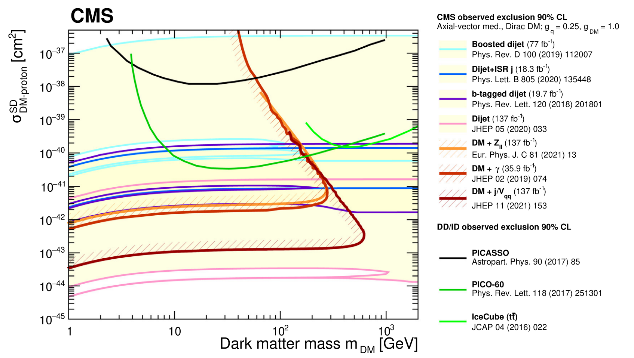 CMS
CMS observed exclusion 90% CL
Axial-vector med., Dirac DM: g_q = 0.25, g_DM = 1.0
Boosted dijet (77 fb⁻¹)
Phys. Rev. D 100 (2019) 112007
Dijet+ISR j (18.3 fb⁻¹)
Phys. Lett. B 805 (2020) 135448
b-tagged dijet (19.7 fb⁻¹)
Phys. Rev. Lett. 120 (2018) 201801
Dijet (137 fb⁻¹)
JHEP 05 (2020) 033
DM + Z_ll (137 fb⁻¹)
Eur. Phys. J. C 81 (2021) 13
DM + γ (35.9 fb⁻¹)
JHEP 02 (2019) 074
DM + j/V_qq (137 fb⁻¹)
JHEP 11 (2021) 153
DD/ID observed exclusion 90% CL
PICASSO
Astropart. Phys. 90 (2017) 85
PICO-60
Phys. Rev. Lett. 118 (2017) 251301
IceCube (tt̄)
JCAP 04 (2016) 022
σ^SD_DM-proton [cm²]
10⁻³⁷
10⁻³⁸
10⁻³⁹
10⁻⁴⁰
10⁻⁴¹
10⁻⁴²
10⁻⁴³
10⁻⁴⁴
10⁻⁴⁵
1 10 10² 10³
Dark matter mass m_DM [GeV]